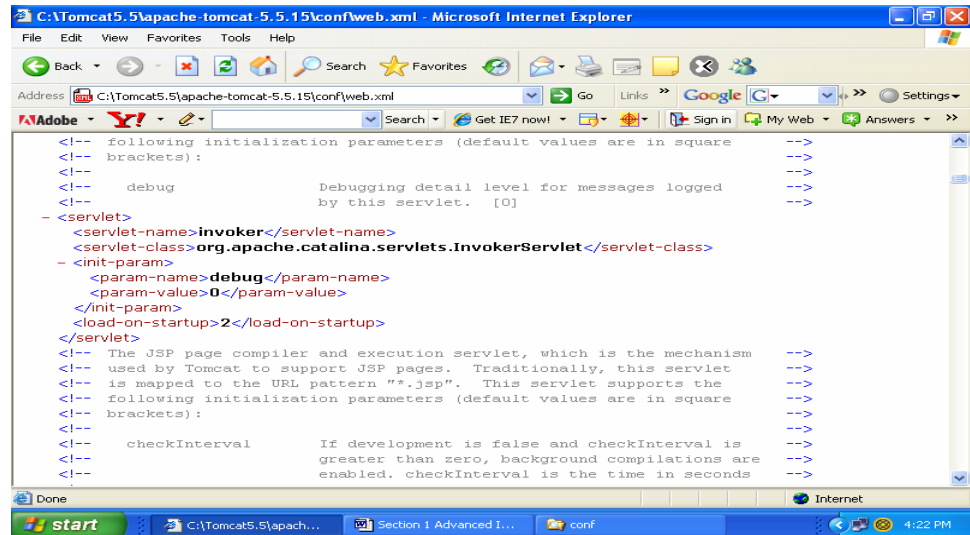 C:\Tomcat5.5\apache-tomcat-5.5.15\conf\web.xml - Microsoft Internet Explorer
File Edit View Favorites Tools Help
Back Search Favorites
Address C:\Tomcat5.5\apache-tomcat-5.5.15\conf\web.xml Go Links » Google G » Settings
Adobe Y! Search Get IE7 now! Sign in My Web Answers »
<!-- following initialization parameters (default values are in square -->
<!-- brackets): -->
<!-- -->
<!-- debug Debugging detail level for messages logged -->
<!-- by this servlet. [0] -->
- <servlet>
<servlet-name>invoker</servlet-name>
<servlet-class>org.apache.catalina.servlets.InvokerServlet</servlet-class>
- <init-param>
<param-name>debug</param-name>
<param-value>0</param-value>
</init-param>
<load-on-startup>2</load-on-startup>
</servlet>
<!-- The JSP page compiler and execution servlet, which is the mechanism -->
<!-- used by Tomcat to support JSP pages. Traditionally, this servlet -->
<!-- is mapped to the URL pattern "*.jsp". This servlet supports the -->
<!-- following initialization parameters (default values are in square -->
<!-- brackets): -->
<!-- -->
<!-- checkInterval If development is false and checkInterval is -->
<!-- greater than zero, background compilations are -->
<!-- enabled. checkInterval is the time in seconds -->
Done Internet
start C:\Tomcat5.5\apach... Section 1 Advanced I... conf 4:22 PM